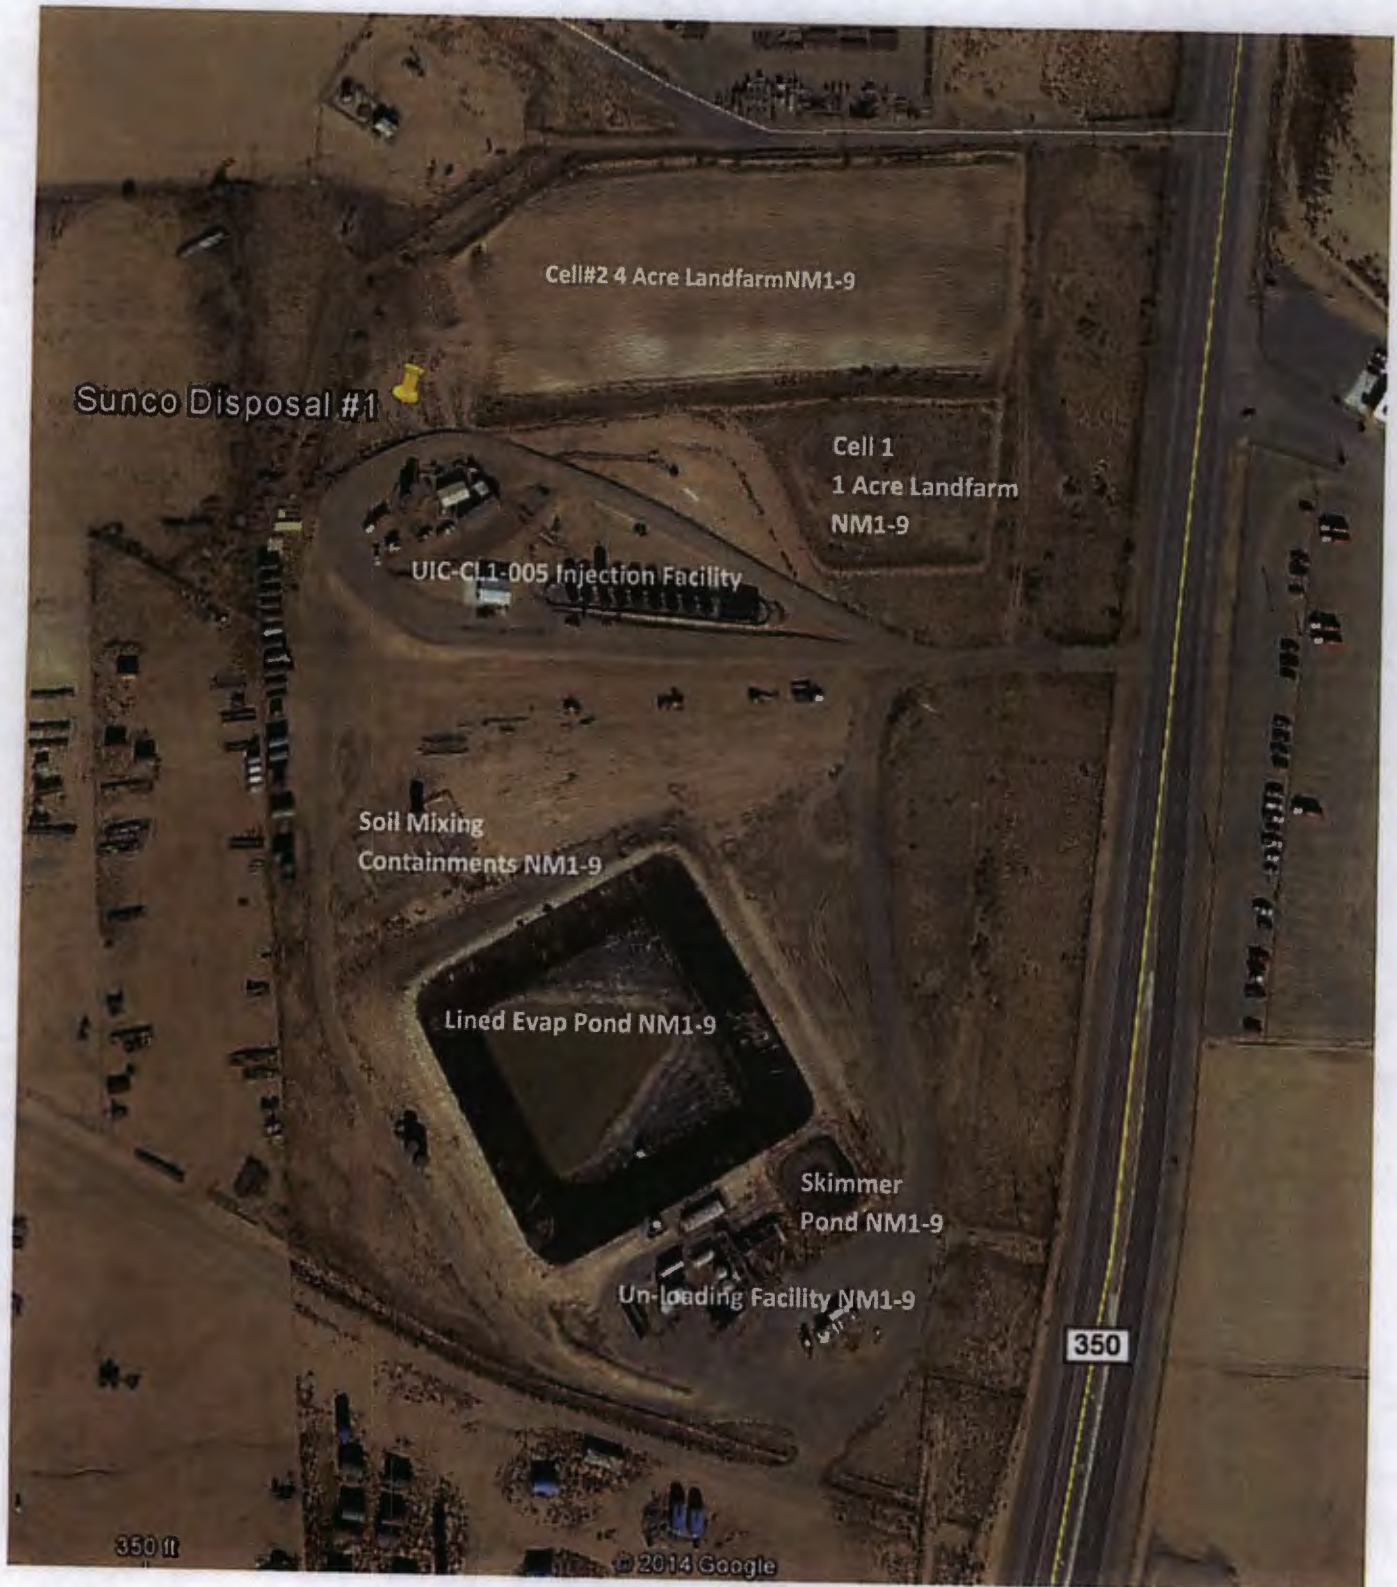 Cell#2 4 Acre LandfarmNM1-9
Sunco Disposal #1
Cell 1
1 Acre Landfarm
NM1-9
UIC-CL1-005 Injection Facility
Soil Mixing
Containments NM1-9
Lined Evap Pond NM1-9
Skimmer
Pond NM1-9
Un-loading Facility NM1-9
350
350 ft
© 2014 Google